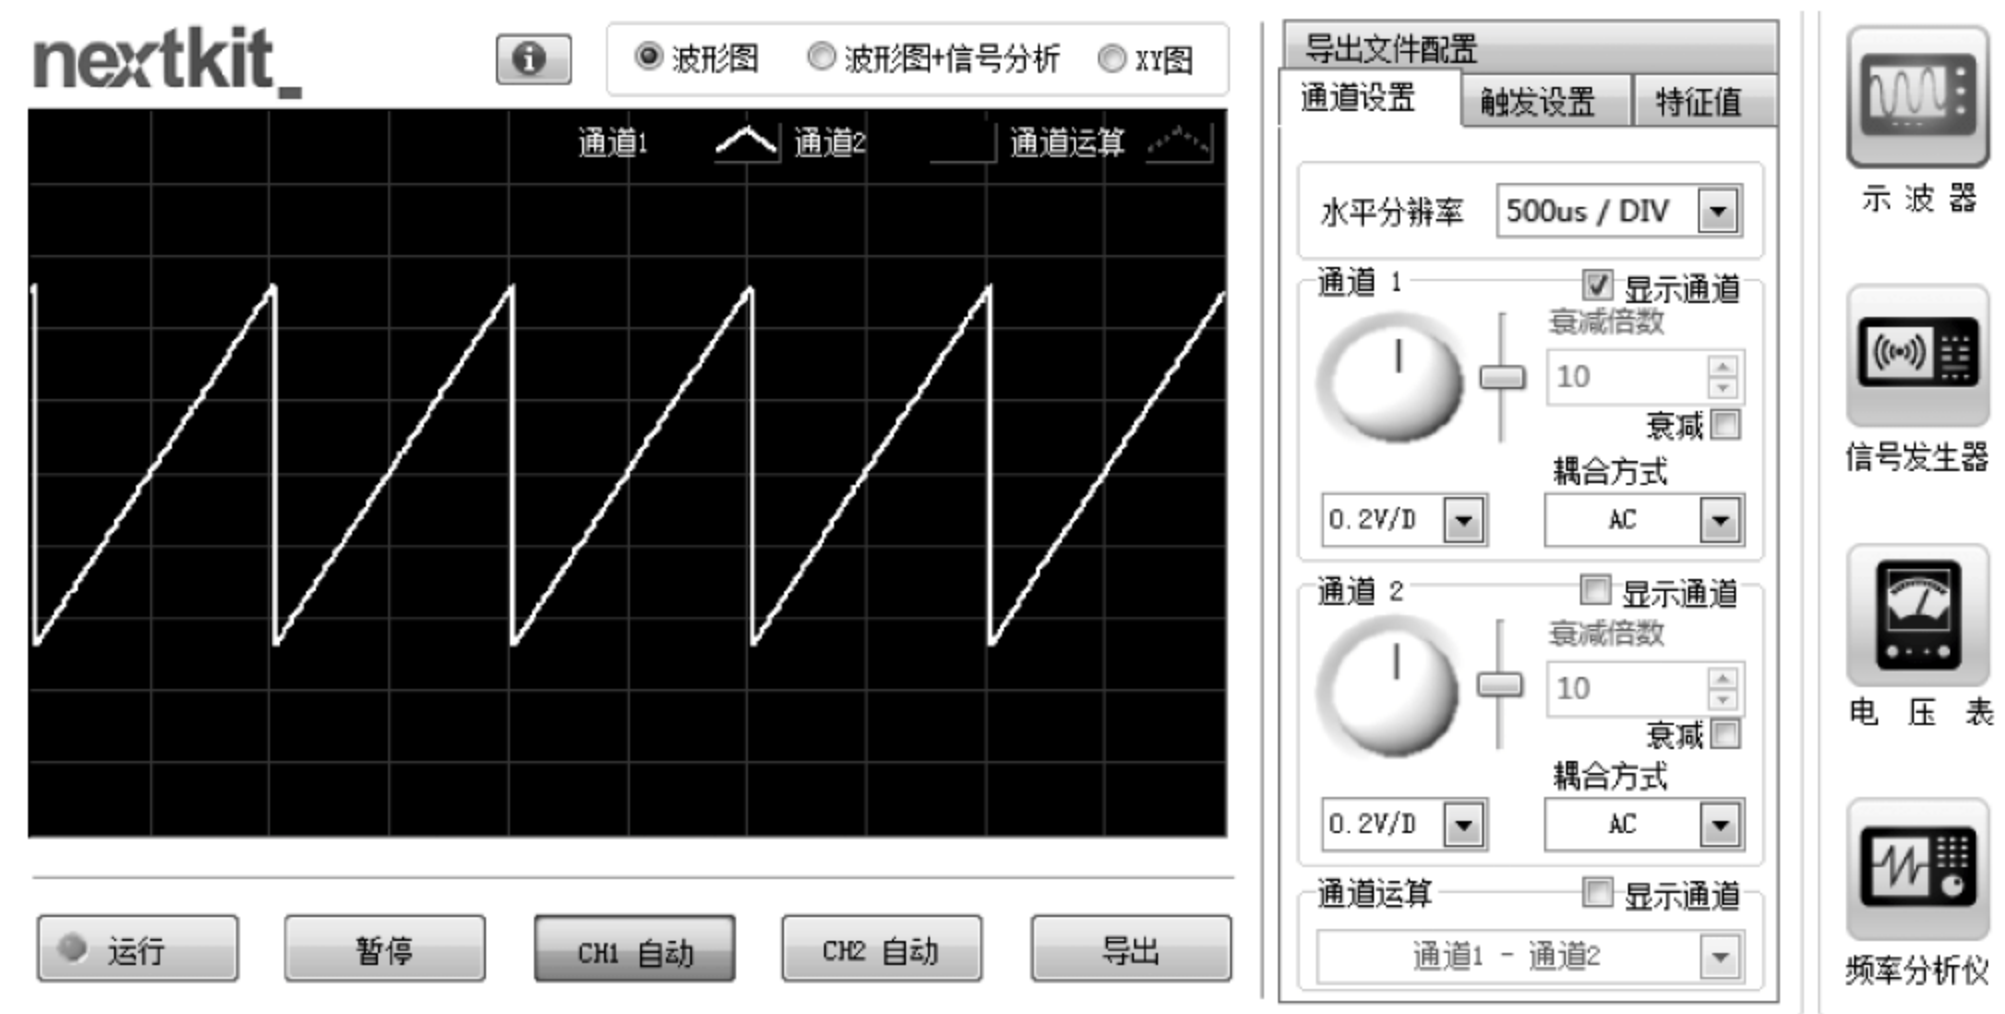 nextkit_
波形图
波形图+信号分析
XY图
通道1
通道2
通道运算
运行
暂停
CH1 自动
CH2 自动
导出
导出文件配置
通道设置
触发设置
特征值
水平分辨率
500us / DIV
通道 1
显示通道
衰减倍数
10
衰减
耦合方式
0.2V/D
AC
通道 2
显示通道
衰减倍数
10
衰减
耦合方式
0.2V/D
AC
通道运算
显示通道
通道1 - 通道2
示波器
信号发生器
电压表
频率分析仪